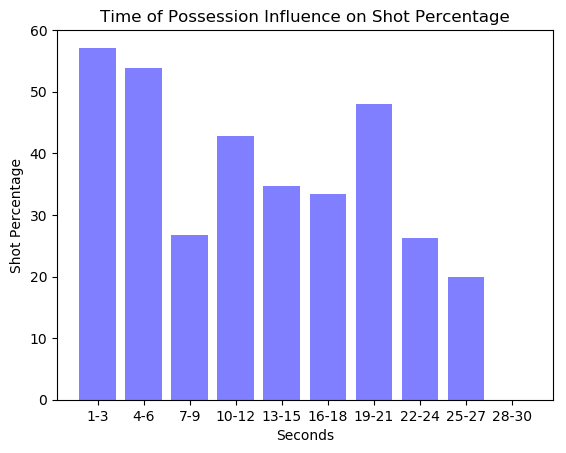 Time of Possession Influence on Shot Percentage
60
50
40
30
20
10
0
Shot Percentage
1-3 4-6 7-9 10-12 13-15 16-18 19-21 22-24 25-27 28-30
Seconds